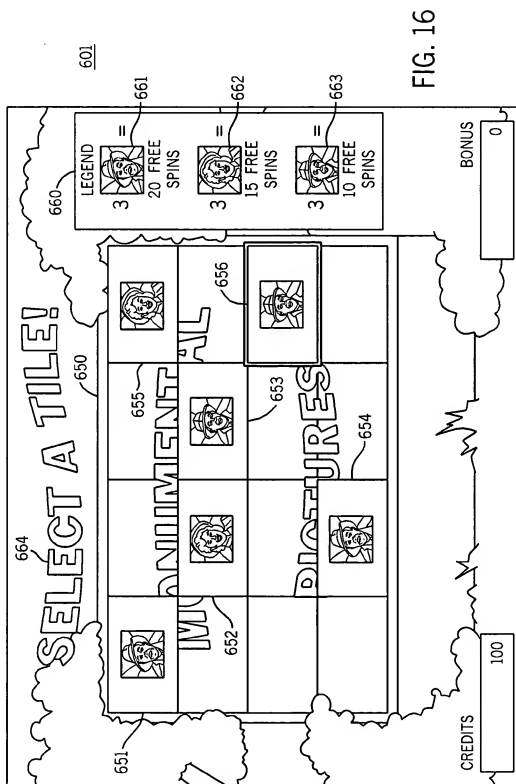 601
SELECT A TILE!
664
650
660
LEGEND
3 =
661
20 FREE
SPINS
3 =
662
15 FREE
SPINS
3 =
663
10 FREE
SPINS
651
655
MONUMENTAL
652
653
656
PICTURES
654
CREDITS
100
BONUS
0
FIG. 16